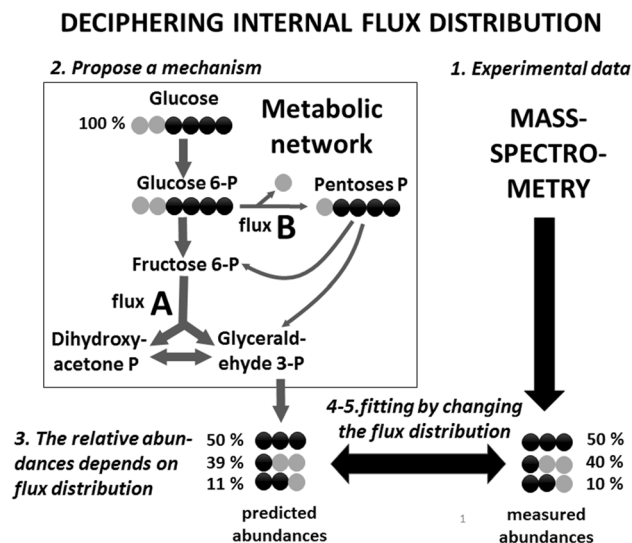 DECIPHERING INTERNAL FLUX DISTRIBUTION
2. Propose a mechanism
1. Experimental data
Glucose
100 %
Metabolic
network
MASS-
SPECTRO-
METRY
Glucose 6-P
Pentoses P
flux B
Fructose 6-P
flux A
Dihydroxy-
acetone P
Glycerald-
ehyde 3-P
4-5.fitting by changing
the flux distribution
3. The relative abun-
dances depends on
flux distribution
50 %
39 %
11 %
predicted
abundances
50 %
40 %
10 %
1
measured
abundances